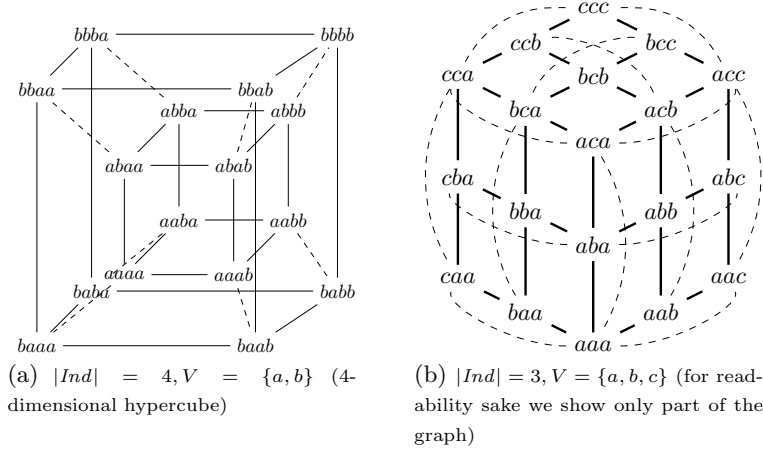 bbba bbbb
bbaa bbab
abba abbb
abaa abab
aaba aabb
aaaa aaab
baba babb
baaa baab
(a) |Ind| = 4, V = {a, b} (4-
dimensional hypercube)
ccc
ccb bcc
cca bcb acc
bca acb
aca
cba abc
bba abb
aba
caa aac
baa aab
aaa
(b) |Ind| = 3, V = {a, b, c} (for read-
ability sake we show only part of the
graph)